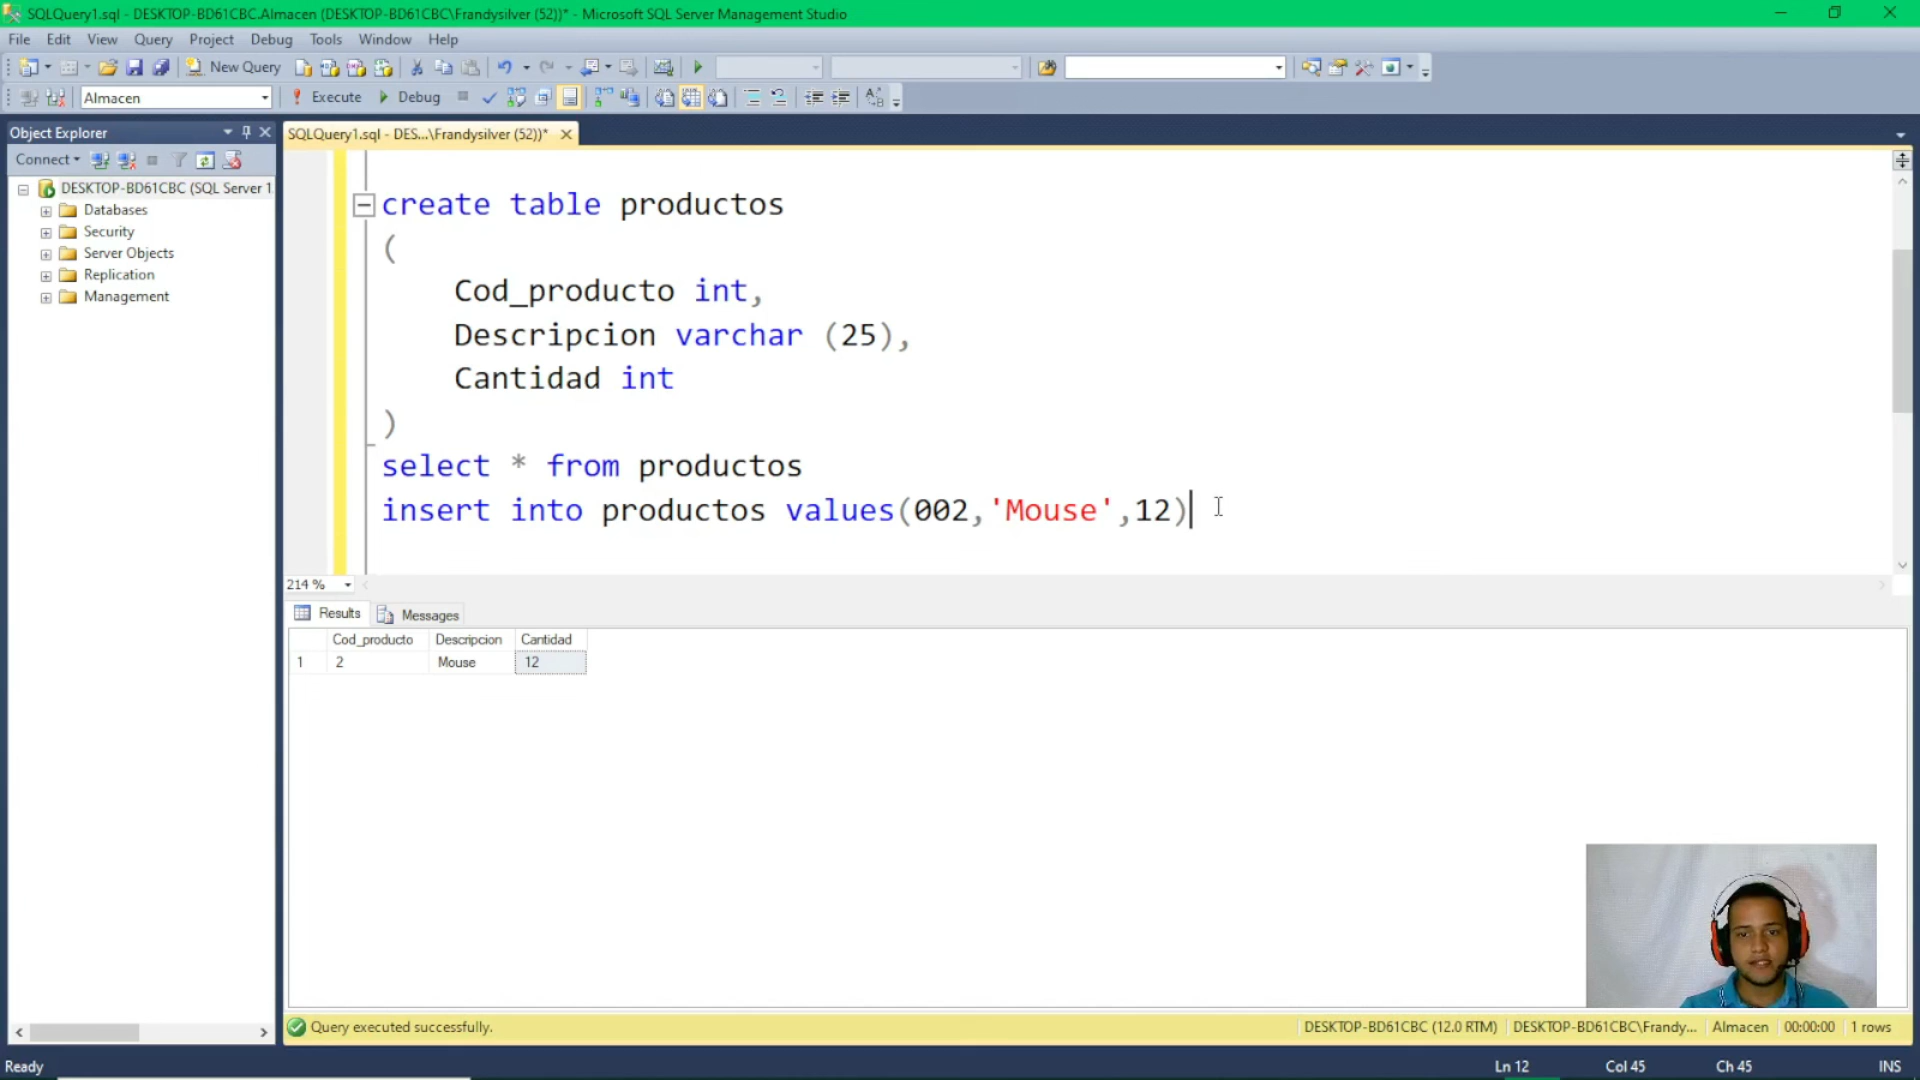 SQLQuery1.sql - DESKTOP-BD61CBC.Almacen (DESKTOP-BD61CBC\Frandysilver (52))* - Microsoft SQL Server Management Studio
File Edit View Query Project Debug Tools Window Help
New Query
Almacen Execute Debug
Object Explorer
SQLQuery1.sql - DES...\Frandysilver (52))*
Connect
DESKTOP-BD61CBC (SQL Server 1
Databases
Security
Server Objects
Replication
Management
create table productos
(
Cod_producto int,
Descripcion varchar (25),
Cantidad int
)
select * from productos
insert into productos values(002,'Mouse',12)
214 %
Results Messages
Cod_producto Descripcion Cantidad
1 2 Mouse 12
Query executed successfully.
DESKTOP-BD61CBC (12.0 RTM) DESKTOP-BD61CBC\Frandy... Almacen 00:00:00 1 rows
Ready Ln 12 Col 45 Ch 45 INS